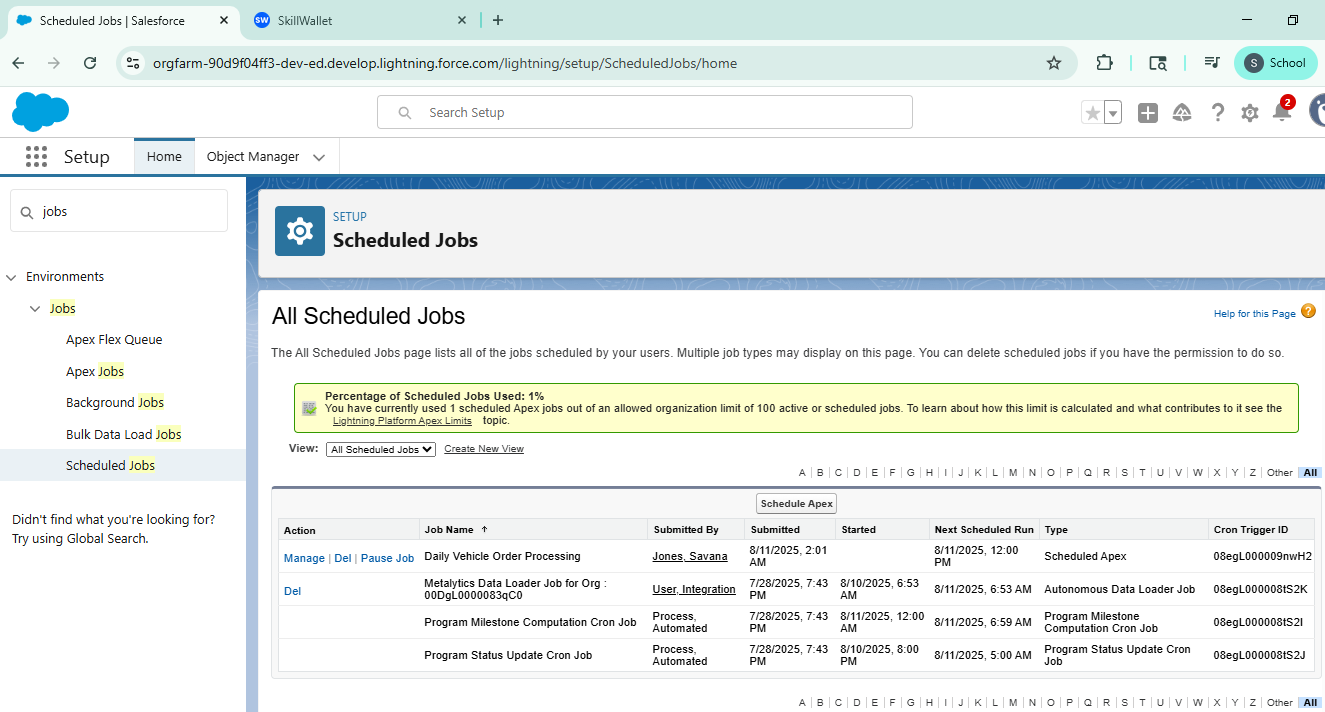 Scheduled Jobs | Salesforce
SW SkillWallet
orgfarm-90d9f04ff3-dev-ed.develop.lightning.force.com/lightning/setup/ScheduledJobs/home
S School
Search Setup
2
Setup
Home
Object Manager
jobs
Environments
Jobs
Apex Flex Queue
Apex Jobs
Background Jobs
Bulk Data Load Jobs
Scheduled Jobs
Didn't find what you're looking for?
Try using Global Search.
SETUP
Scheduled Jobs
All Scheduled Jobs
Help for this Page ?
The All Scheduled Jobs page lists all of the jobs scheduled by your users. Multiple job types may display on this page. You can delete scheduled jobs if you have the permission to do so.
Percentage of Scheduled Jobs Used: 1%
You have currently used 1 scheduled Apex jobs out of an allowed organization limit of 100 active or scheduled jobs. To learn about how this limit is calculated and what contributes to it see the
Lightning Platform Apex Limits topic.
View: All Scheduled Jobs Create New View
A | B | C | D | E | F | G | H | I | J | K | L | M | N | O | P | Q | R | S | T | U | V | W | X | Y | Z | Other | All
Schedule Apex
Action Job Name ↑ Submitted By Submitted Started Next Scheduled Run Type Cron Trigger ID
Manage | Del | Pause Job Daily Vehicle Order Processing Jones, Savana 8/11/2025, 2:01 AM 8/11/2025, 12:00 PM Scheduled Apex 08egL000009nwH2
Del Metalytics Data Loader Job for Org : 00DgL0000083qC0 User, Integration 7/28/2025, 7:43 PM 8/10/2025, 6:53 AM 8/11/2025, 6:53 AM Autonomous Data Loader Job 08egL000008tS2K
Program Milestone Computation Cron Job Process, Automated 7/28/2025, 7:43 PM 8/11/2025, 12:00 AM 8/11/2025, 6:59 AM Program Milestone Computation Cron Job 08egL000008tS2I
Program Status Update Cron Job Process, Automated 7/28/2025, 7:43 PM 8/10/2025, 8:00 PM 8/11/2025, 5:00 AM Program Status Update Cron Job 08egL000008tS2J
A | B | C | D | E | F | G | H | I | J | K | L | M | N | O | P | Q | R | S | T | U | V | W | X | Y | Z | Other | All